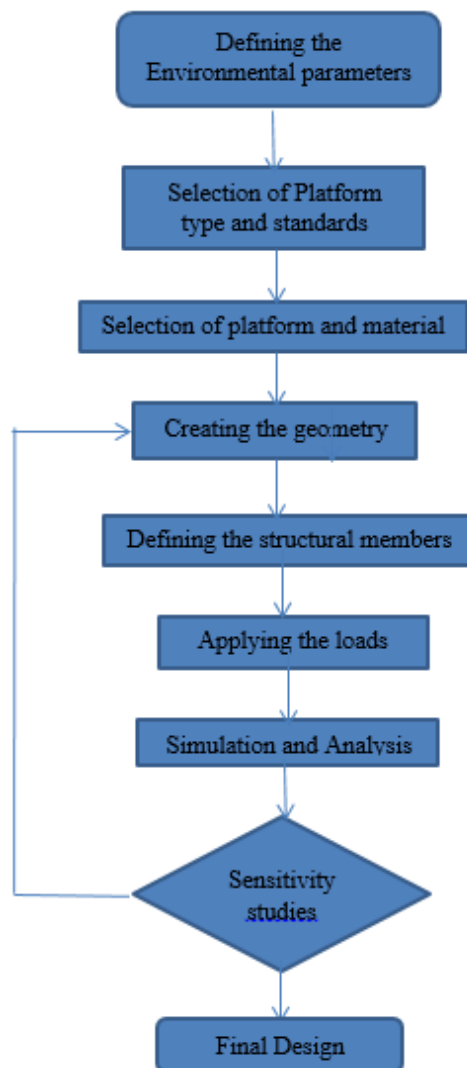 Defining the
Environmental parameters
Selection of Platform
type and standards
Selection of platform and material
Creating the geometry
Defining the structural members
Applying the loads
Simulation and Analysis
Sensitivity
studies
Final Design